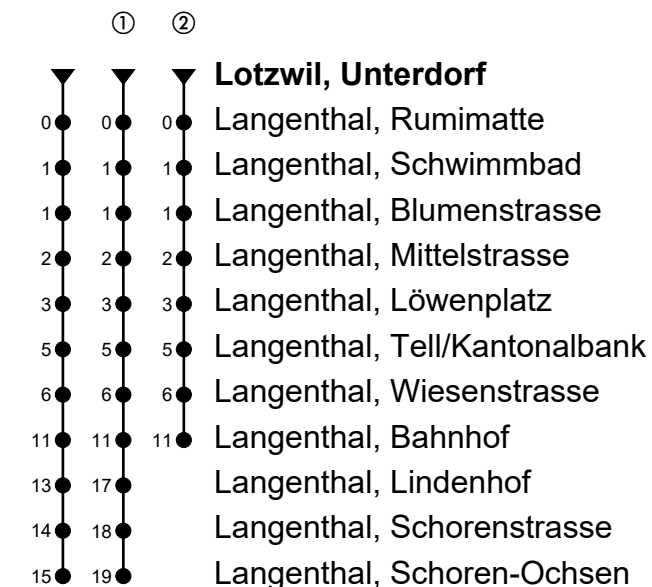 ① ②
Lotzwil, Unterdorf
0 0 0 Langenthal, Rumimatte
1 1 1 Langenthal, Schwimmbad
1 1 1 Langenthal, Blumenstrasse
2 2 2 Langenthal, Mittelstrasse
3 3 3 Langenthal, Löwenplatz
5 5 5 Langenthal, Tell/Kantonalbank
6 6 6 Langenthal, Wiesenstrasse
11 11 11 Langenthal, Bahnhof
13 17 Langenthal, Lindenhof
14 18 Langenthal, Schorenstrasse
15 19 Langenthal, Schoren-Ochsen